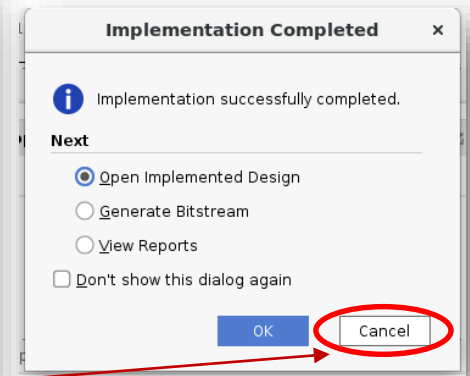 Implementation Completed ×
Implementation successfully completed.
Next
Open Implemented Design
Generate Bitstream
View Reports
Don't show this dialog again
OK Cancel